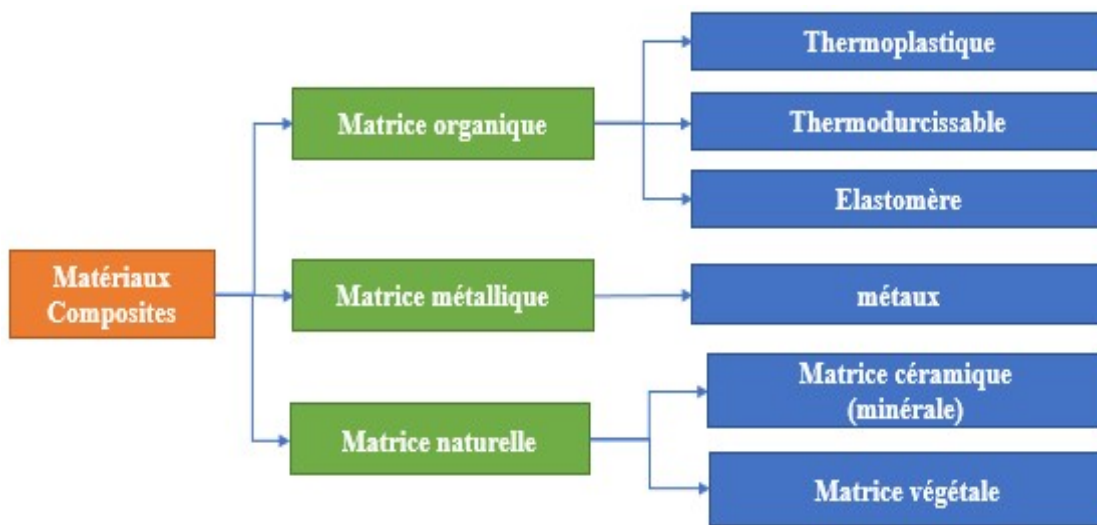 Matériaux
Composites
Matrice organique
Thermoplastique
Thermodurcissable
Elastomère
Matrice métallique
métaux
Matrice naturelle
Matrice céramique
(minérale)
Matrice végétale